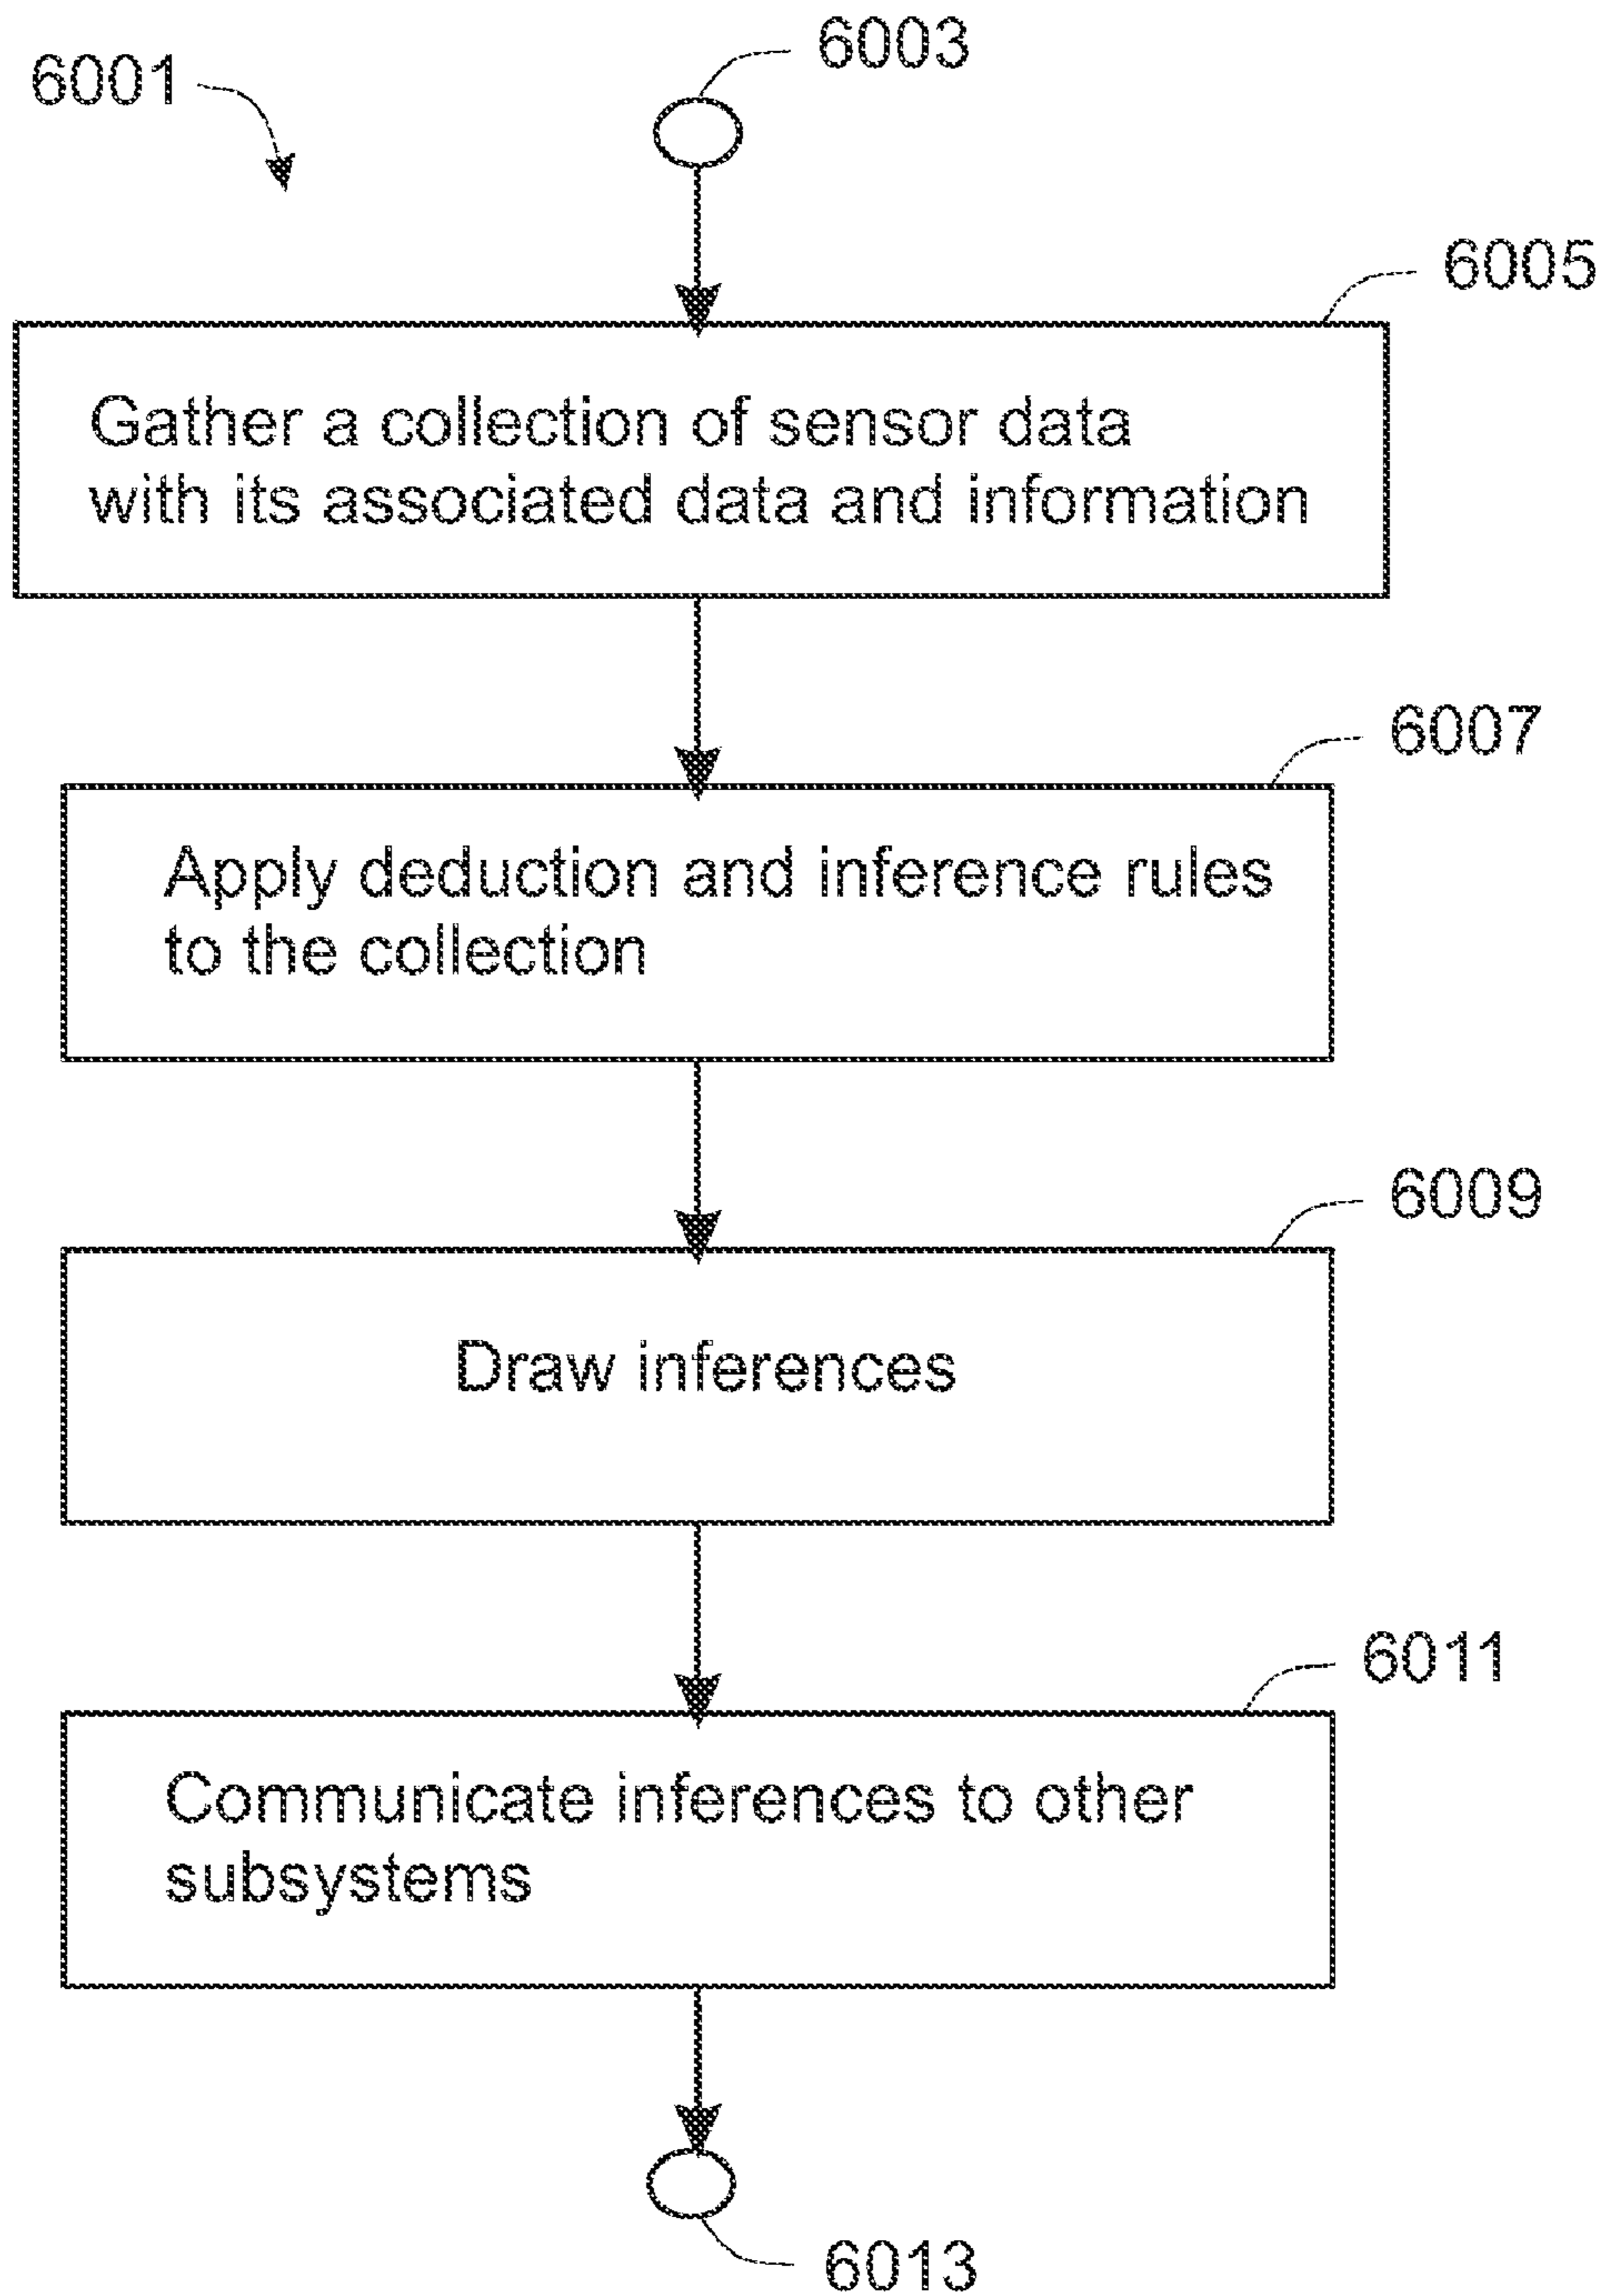 6003
6001
6005
Gather a collection of sensor data
with its associated data and information
6007
Apply deduction and inference rules
to the collection
6009
Draw inferences
6011
Communicate inferences to other
subsystems
6013